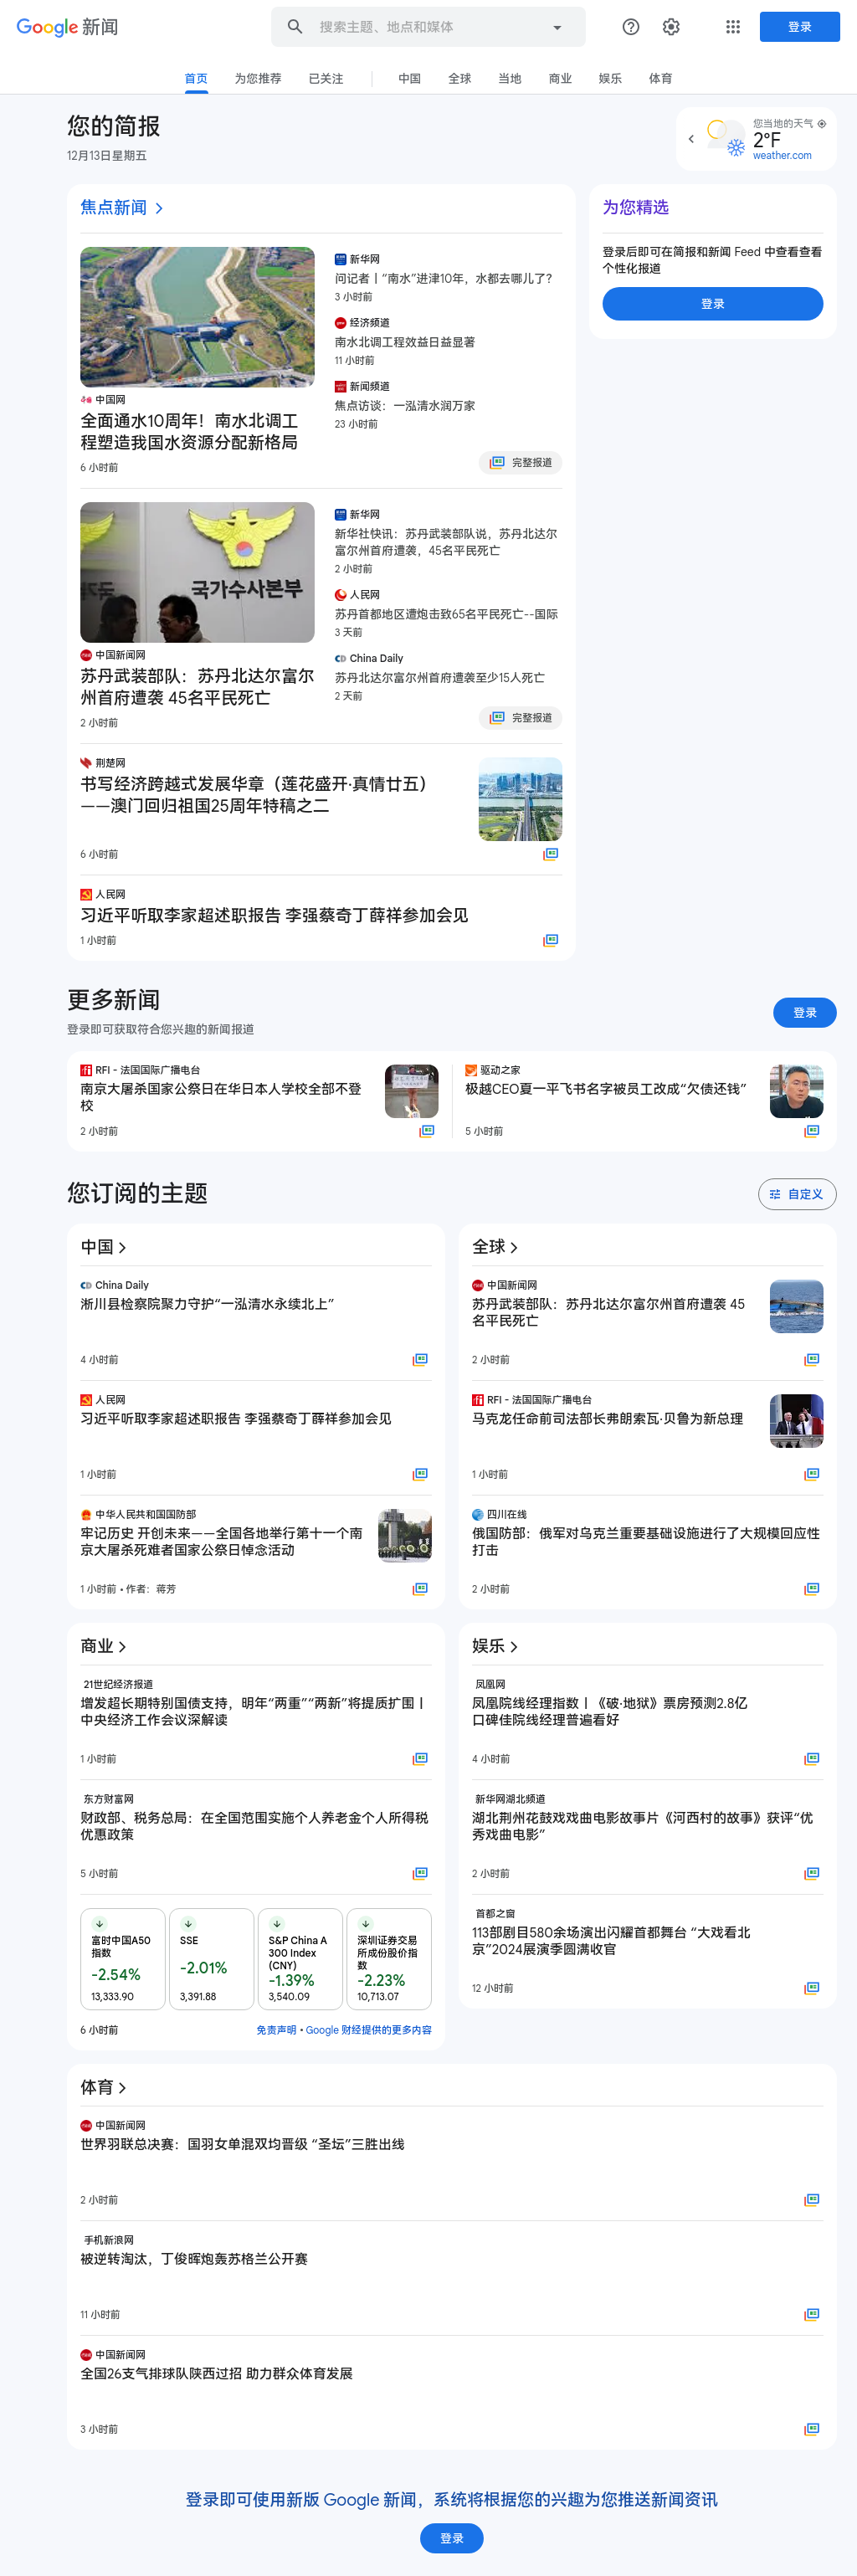 Google 新闻
搜索主题、地点和媒体
登录
首页
为您推荐
已关注
中国
全球
当地
商业
娱乐
体育
您的简报
12月13日星期五
您当地的天气
2°F
weather.com
焦点新闻
中国网
全面通水10周年！南水北调工
程塑造我国水资源分配新格局
6 小时前
新华网
问记者丨“南水”进津10年，水都去哪儿了？
3 小时前
经济频道
南水北调工程效益日益显著
11 小时前
新闻频道
焦点访谈：一泓清水润万家
23 小时前
完整报道
국가수사본부
中国新闻网
苏丹武装部队：苏丹北达尔富尔
州首府遭袭 45名平民死亡
2 小时前
新华网
新华社快讯：苏丹武装部队说，苏丹北达尔
富尔州首府遭袭，45名平民死亡
2 小时前
人民网
苏丹首都地区遭炮击致65名平民死亡--国际
3 天前
China Daily
苏丹北达尔富尔州首府遭袭至少15人死亡
2 天前
完整报道
荆楚网
书写经济跨越式发展华章（莲花盛开·真情廿五）
——澳门回归祖国25周年特稿之二
6 小时前
人民网
习近平听取李家超述职报告 李强蔡奇丁薛祥参加会见
1 小时前
为您精选
登录后即可在简报和新闻 Feed 中查看查看
个性化报道
登录
更多新闻
登录即可获取符合您兴趣的新闻报道
登录
RFI - 法国国际广播电台
南京大屠杀国家公祭日在华日本人学校全部不登
校
2 小时前
驱动之家
极越CEO夏一平飞书名字被员工改成“欠债还钱”
5 小时前
您订阅的主题
自定义
中国
China Daily
淅川县检察院聚力守护“一泓清水永续北上”
4 小时前
人民网
习近平听取李家超述职报告 李强蔡奇丁薛祥参加会见
1 小时前
中华人民共和国国防部
牢记历史 开创未来——全国各地举行第十一个南
京大屠杀死难者国家公祭日悼念活动
1 小时前 • 作者：蒋芳
全球
中国新闻网
苏丹武装部队：苏丹北达尔富尔州首府遭袭 45
名平民死亡
2 小时前
RFI - 法国国际广播电台
马克龙任命前司法部长弗朗索瓦·贝鲁为新总理
1 小时前
四川在线
俄国防部：俄军对乌克兰重要基础设施进行了大规模回应性
打击
2 小时前
商业
21世纪经济报道
增发超长期特别国债支持，明年“两重”“两新”将提质扩围丨
中央经济工作会议深解读
1 小时前
东方财富网
财政部、税务总局：在全国范围实施个人养老金个人所得税
优惠政策
5 小时前
富时中国A50
指数
-2.54%
13,333.90
SSE
-2.01%
3,391.88
S&P China A
300 Index
(CNY)
-1.39%
3,540.09
深圳证券交易
所成份股价指
数
-2.23%
10,713.07
6 小时前
免责声明 • Google 财经提供的更多内容
娱乐
凤凰网
凤凰院线经理指数丨《破·地狱》票房预测2.8亿
口碑佳院线经理普遍看好
4 小时前
新华网湖北频道
湖北荆州花鼓戏戏曲电影故事片《河西村的故事》获评“优
秀戏曲电影”
2 小时前
首都之窗
113部剧目580余场演出闪耀首都舞台 “大戏看北
京”2024展演季圆满收官
12 小时前
体育
中国新闻网
世界羽联总决赛：国羽女单混双均晋级 “圣坛”三胜出线
2 小时前
手机新浪网
被逆转淘汰，丁俊晖炮轰苏格兰公开赛
11 小时前
中国新闻网
全国26支气排球队陕西过招 助力群众体育发展
3 小时前
登录即可使用新版 Google 新闻，系统将根据您的兴趣为您推送新闻资讯
登录